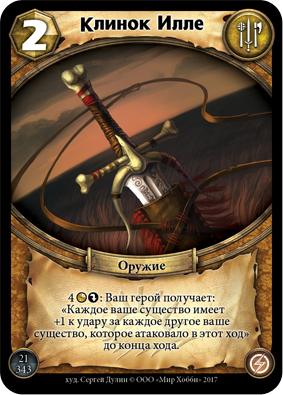 2
Клинок Илле
Оружие
4 : Ваш герой получает:
«Каждое ваше существо имеет
+1 к удару за каждое другое ваше
существо, которое атаковало в этот ход»
до конца хода.
21
343
худ. Сергей Дулин © ООО «Мир Хобби» 2017